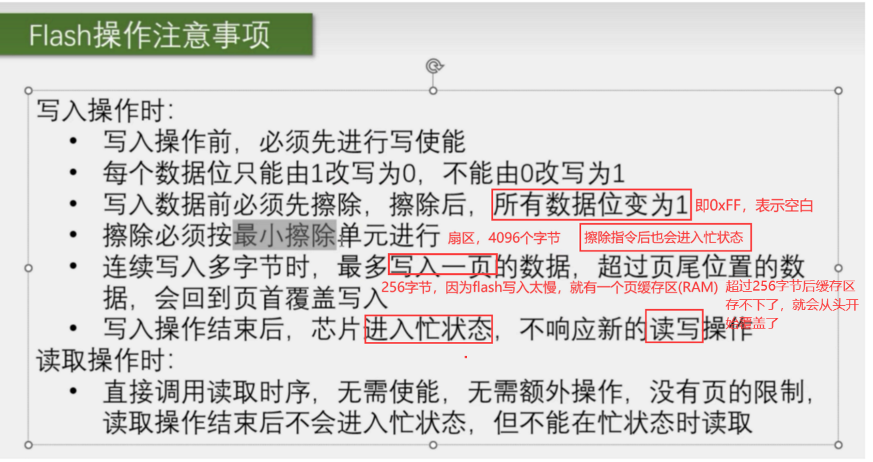 Flash操作注意事项
写入操作时:
• 写入操作前，必须先进行写使能
• 每个数据位只能由1改写为0，不能由0改写为1
• 写入数据前必须先擦除，擦除后，所有数据位变为1 即0xFF，表示空白
• 擦除必须按最小擦除单元进行 扇区，4096个字节 擦除指令后也会进入忙状态
• 连续写入多字节时，最多写入一页的数据，超过页尾位置的数
据，会回到页首覆盖写入
256字节，因为flash写入太慢，就有一个页缓存区(RAM)
超过256字节后缓存区
存不下了，就会从头开
始覆盖了
• 写入操作结束后，芯片进入忙状态，不响应新的读写操作
读取操作时:
• 直接调用读取时序，无需使能，无需额外操作，没有页的限制，
读取操作结束后不会进入忙状态，但不能在忙状态时读取